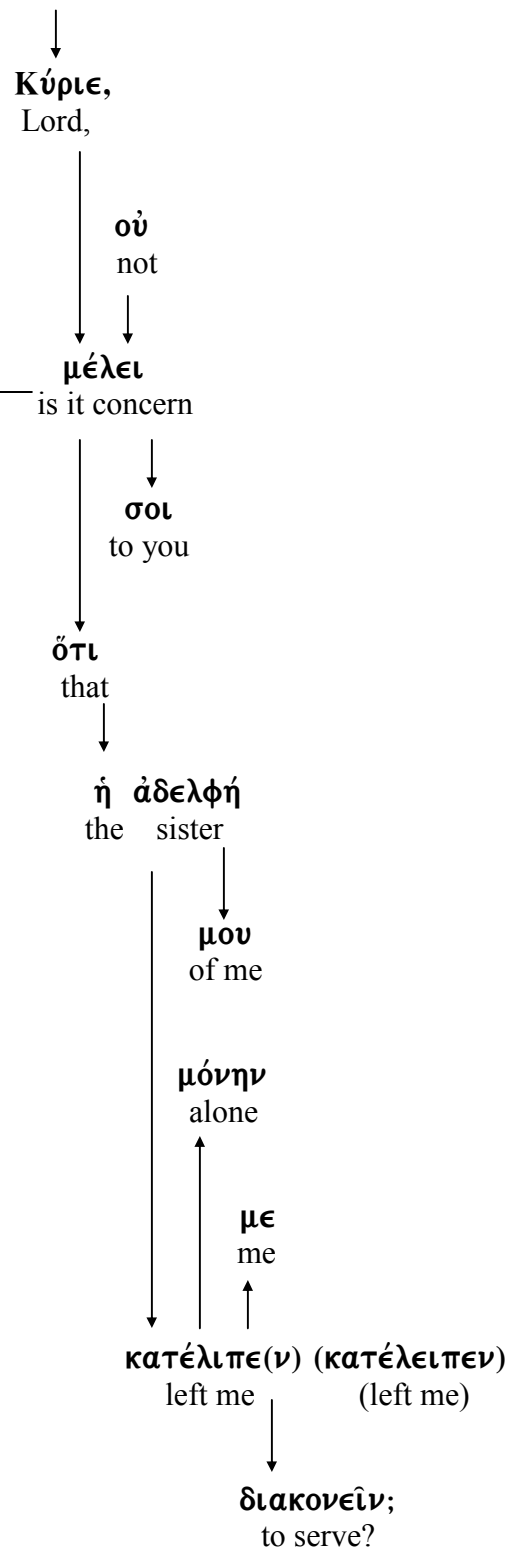 Κύριε,
Lord,
οὐ
not
μέλει
is it concern
σοι
to you
ὅτι
that
ἡ ἀδελφή
the sister
μου
of me
μόνην
alone
με
me
κατέλιπε(ν) (κατέλειπεν)
left me (left me)
διακονεῖν;
to serve?